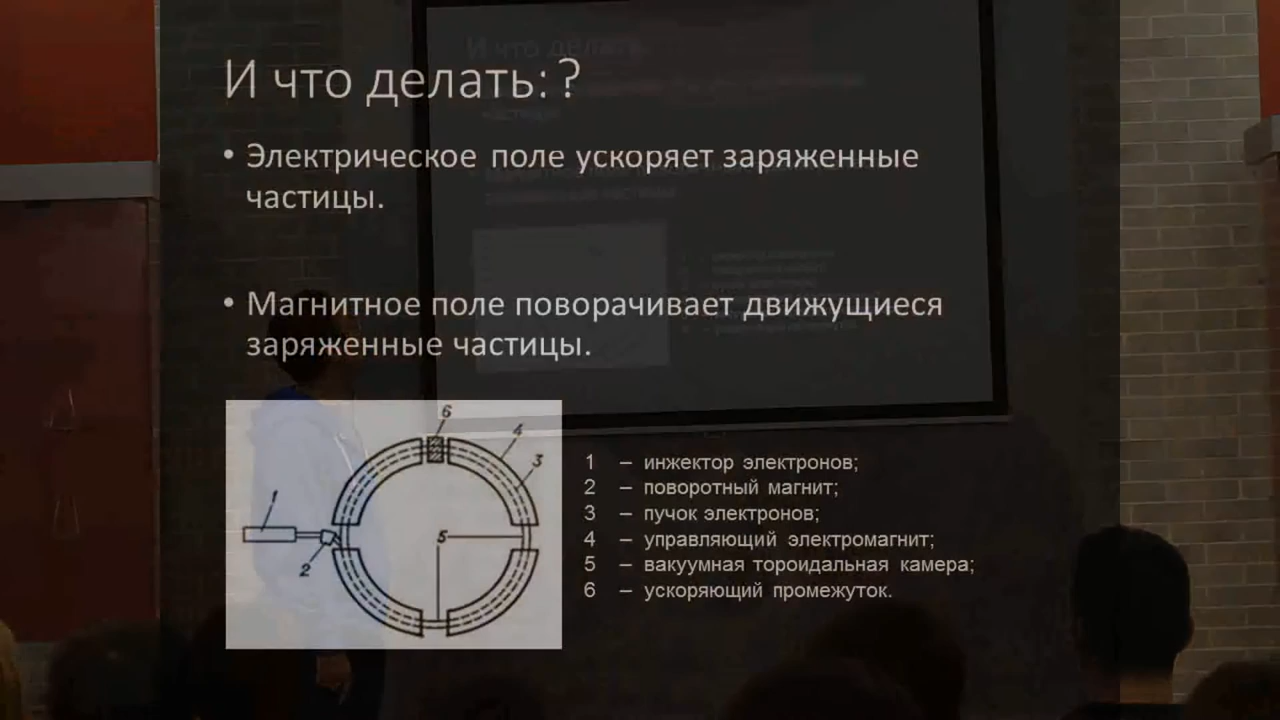 И что делать: ?
• Электрическое поле ускоряет заряженные
частицы.
• Магнитное поле поворачивает движущиеся
заряженные частицы.
6
4
3
1
5
2
1 – инжектор электронов;
2 – поворотный магнит;
3 – пучок электронов;
4 – управляющий электромагнит;
5 – вакуумная тороидальная камера;
6 – ускоряющий промежуток.